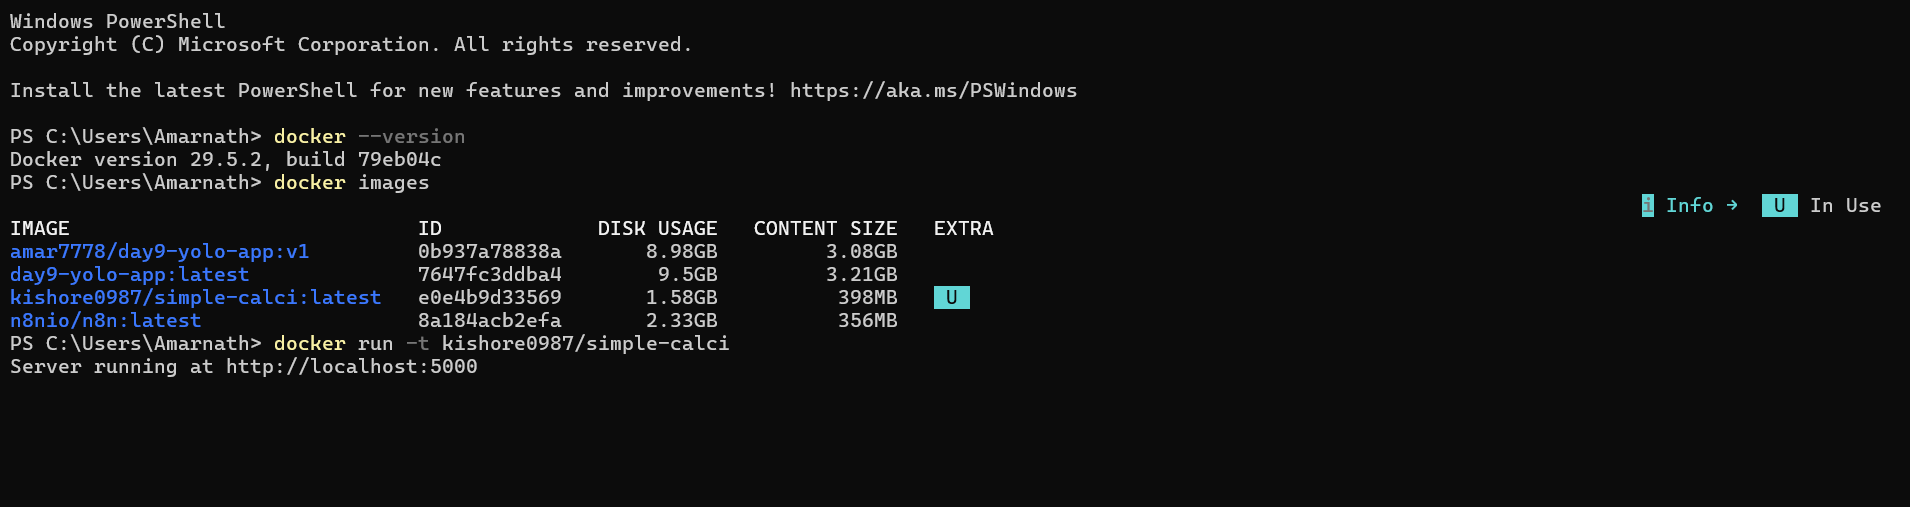 Windows PowerShell
Copyright (C) Microsoft Corporation. All rights reserved.
Install the latest PowerShell for new features and improvements! https://aka.ms/PSWindows
PS C:\Users\Amarnath> docker --version
Docker version 29.5.2, build 79eb04c
PS C:\Users\Amarnath> docker images
i Info → U In Use
IMAGE ID DISK USAGE CONTENT SIZE EXTRA
amar7778/day9-yolo-app:v1 0b937a78838a 8.98GB 3.08GB
day9-yolo-app:latest 7647fc3ddba4 9.5GB 3.21GB
kishore0987/simple-calci:latest e0e4b9d33569 1.58GB 398MB U
n8nio/n8n:latest 8a184acb2efa 2.33GB 356MB
PS C:\Users\Amarnath> docker run -t kishore0987/simple-calci
Server running at http://localhost:5000